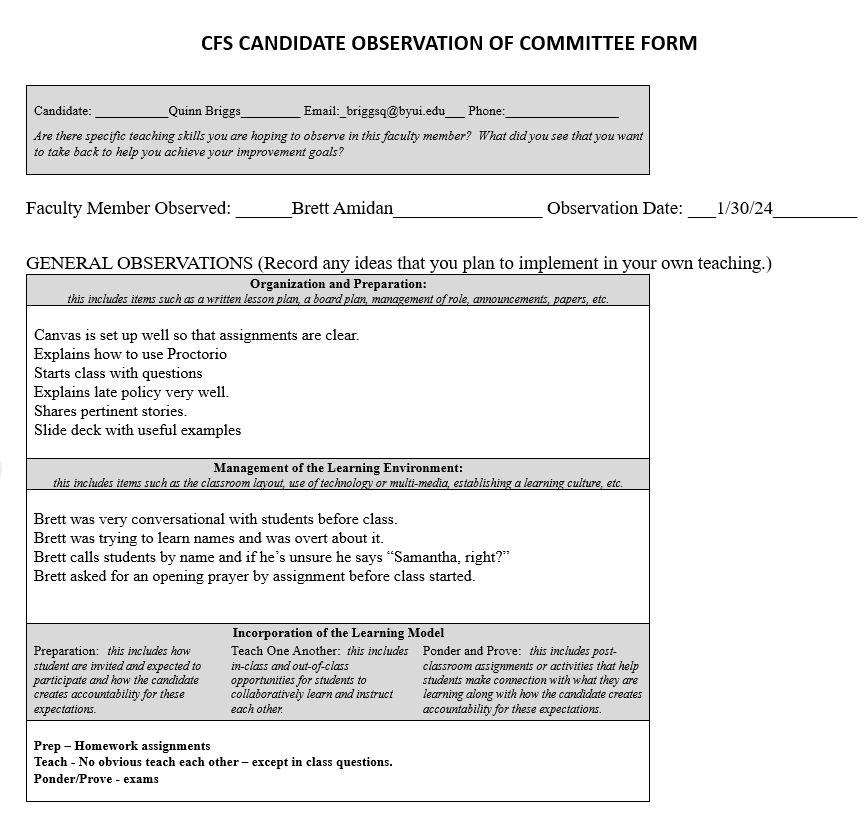 CFS CANDIDATE OBSERVATION OF COMMITTEE FORM
Candidate: ____________Quinn Briggs_________ Email:_briggsq@byui.edu___ Phone:__________________
Are there specific teaching skills you are hoping to observe in this faculty member?  What did you see that you want
to take back to help you achieve your improvement goals?
Faculty Member Observed: ______Brett Amidan________________ Observation Date: ___1/30/24_________
GENERAL OBSERVATIONS (Record any ideas that you plan to implement in your own teaching.)
Organization and Preparation:
this includes items such as a written lesson plan, a board plan, management of role, announcements, papers, etc.
Canvas is set up well so that assignments are clear.
Explains how to use Proctorio
Starts class with questions
Explains late policy very well.
Shares pertinent stories.
Slide deck with useful examples
Management of the Learning Environment:
this includes items such as the classroom layout, use of technology or multi-media, establishing a learning culture, etc.
Brett was very conversational with students before class.
Brett was trying to learn names and was overt about it.
Brett calls students by name and if he’s unsure he says “Samantha, right?”
Brett asked for an opening prayer by assignment before class started.
Incorporation of the Learning Model
Preparation:  this includes how
student are invited and expected to
participate and how the candidate
creates accountability for these
expectations.
Teach One Another:  this includes
in-class and out-of-class
opportunities for students to
collaboratively learn and instruct
each other.
Ponder and Prove:  this includes post-
classroom assignments or activities that help
students make connection with what they are
learning along with how the candidate creates
accountability for these expectations.
Prep – Homework assignments
Teach - No obvious teach each other – except in class questions.
Ponder/Prove - exams